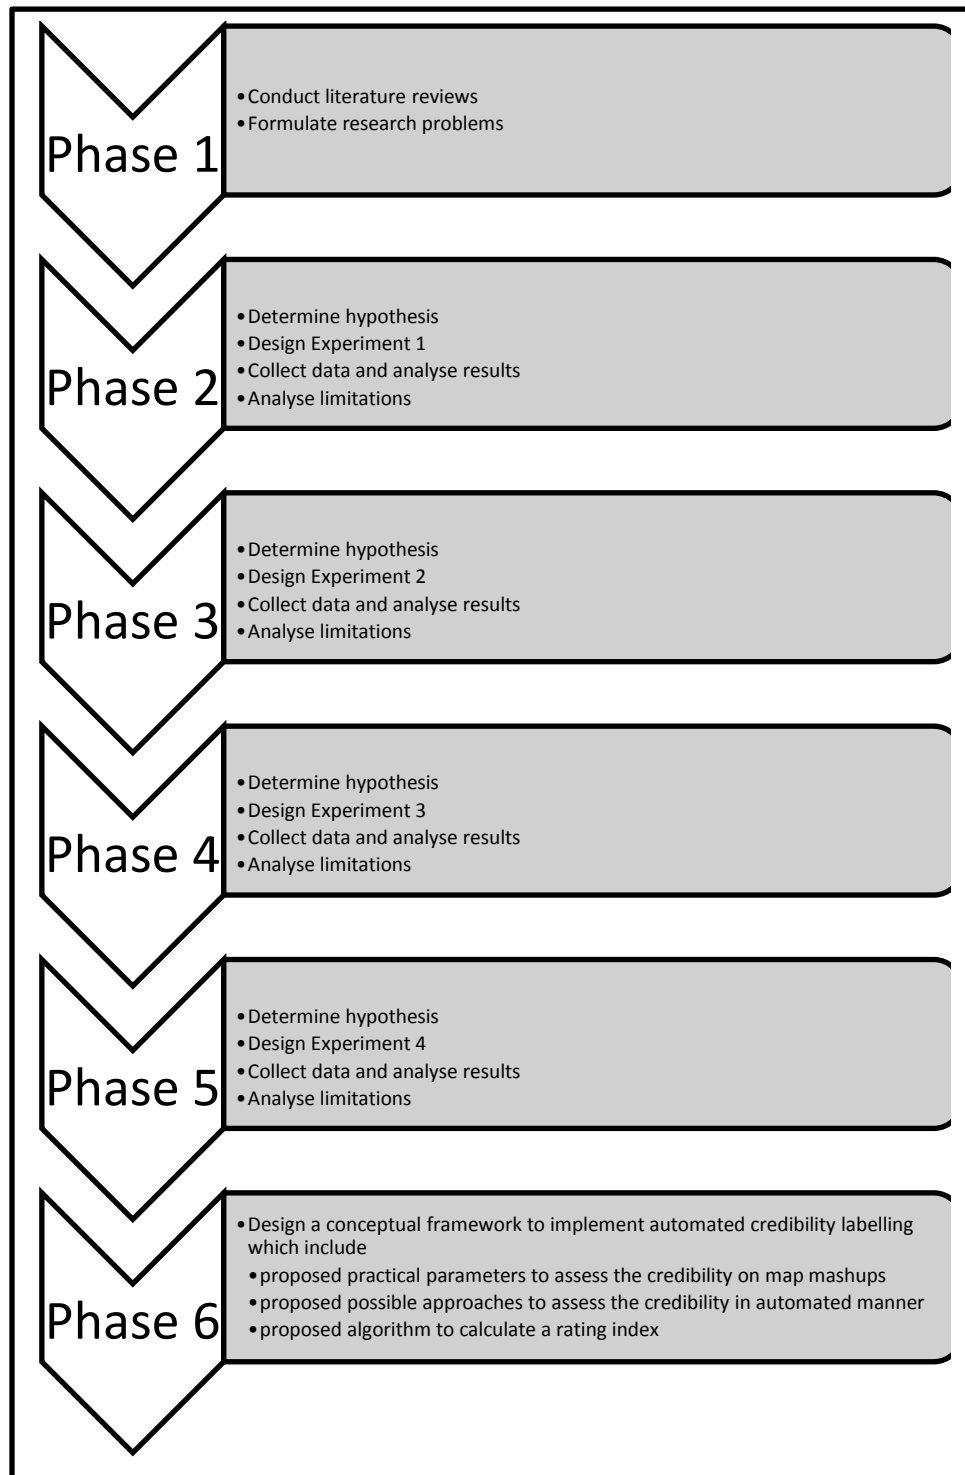 Phase 1
•Conduct literature reviews
•Formulate research problems
Phase 2
•Determine hypothesis
•Design Experiment 1
•Collect data and analyse results
•Analyse limitations
Phase 3
•Determine hypothesis
•Design Experiment 2
•Collect data and analyse results
•Analyse limitations
Phase 4
•Determine hypothesis
•Design Experiment 3
•Collect data and analyse results
•Analyse limitations
Phase 5
•Determine hypothesis
•Design Experiment 4
•Collect data and analyse results
•Analyse limitations
Phase 6
•Design a conceptual framework to implement automated credibility labelling
which include
•proposed practical parameters to assess the credibility on map mashups
•proposed possible approaches to assess the credibility in automated manner
•proposed algorithm to calculate a rating index